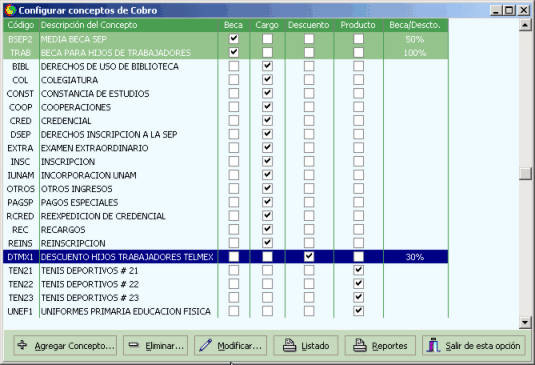 Configurar conceptos de Cobro
Código Descripción del Concepto Beca Cargo Descuento Producto Beca/Descto.
BSEP2 MEDIA BECA SEP 50%
TRAB BECA PARA HIJOS DE TRABAJADORES 100%
BIBL DERECHOS DE USO DE BIBLIOTECA
COL COLEGIATURA
CONST CONSTANCIA DE ESTUDIOS
COOP COOPERACIONES
CRED CREDENCIAL
DSEP DERECHOS INSCRIPCION A LA SEP
EXTRA EXAMEN EXTRAORDINARIO
INSC INSCRIPCION
IUNAM INCORPORACION UNAM
OTROS OTROS INGRESOS
PAGSP PAGOS ESPECIALES
RCRED REEXPEDICION DE CREDENCIAL
REC RECARGOS
REINS REINSCRIPCION
DTMX1 DESCUENTO HIJOS TRABAJADORES TELMEX 30%
TEN21 TENIS DEPORTIVOS # 21
TEN22 TENIS DEPORTIVOS # 22
TEN23 TENIS DEPORTIVOS # 23
UNEF1 UNIFORMES PRIMARIA EDUCACION FISICA
Agregar Concepto... Eliminar... Modificar... Listado Reportes Salir de esta opción